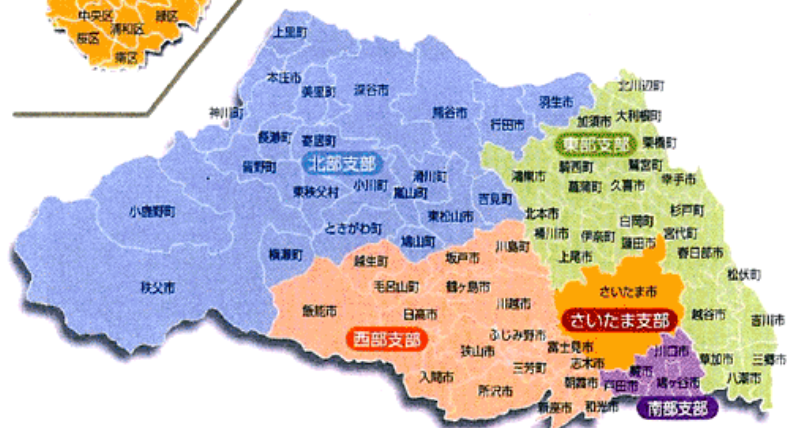 中央区
緑区
浦和区
桜区
南区
上里町
本庄市
美里町
深谷市
神川町
熊谷市
羽生市
行田市
北川辺町
加須市
大利根町
長瀞町
寄居町
東部支部
栗橋町
皆野町
北部支部
騎西町
鷲宮町
東秩父村
小川町
滑川町
嵐山町
吉見町
鴻巣市
菖蒲町
久喜市
幸手市
小鹿野町
東松山市
北本市
白岡町
杉戸町
ときがわ町
鳩山町
桶川市
伊奈町
蓮田市
宮代町
横瀬町
越生町
坂戸市
川島町
上尾市
春日部市
秩父市
毛呂山町
鶴ヶ島市
さいたま市
松伏町
飯能市
日高市
川越市
さいたま支部
越谷市
吉川市
西部支部
ふじみ野市
狭山市
富士見市
川口市
草加市
三郷市
入間市
三芳町
志木市
蕨市
鳩ヶ谷市
八潮市
所沢市
朝霞市
戸田市
新座市
和光市
南部支部